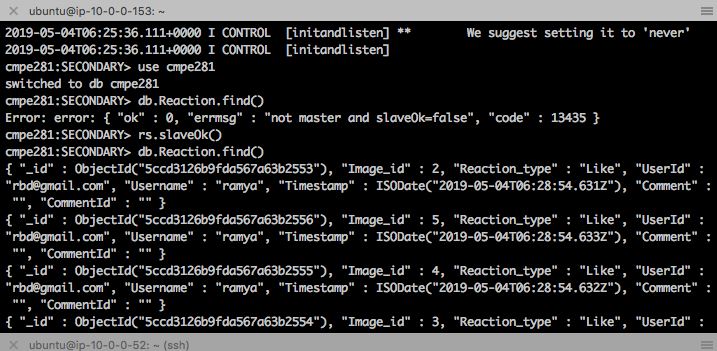 ubuntu@ip-10-0-0-153: ~
2019-05-04T06:25:36.111+0000 I CONTROL  [initandlisten] **        We suggest setting it to 'never'
2019-05-04T06:25:36.111+0000 I CONTROL  [initandlisten]
cmpe281:SECONDARY> use cmpe281
switched to db cmpe281
cmpe281:SECONDARY> db.Reaction.find()
Error: error: { "ok" : 0, "errmsg" : "not master and slaveOk=false", "code" : 13435 }
cmpe281:SECONDARY> rs.slaveOk()
cmpe281:SECONDARY> db.Reaction.find()
{ "_id" : ObjectId("5ccd3126b9fda567a63b2553"), "Image_id" : 2, "Reaction_type" : "Like", "UserId" :
"rbd@gmail.com", "Username" : "ramya", "Timestamp" : ISODate("2019-05-04T06:28:54.631Z"), "Comment" :
"", "CommentId" : "" }
{ "_id" : ObjectId("5ccd3126b9fda567a63b2556"), "Image_id" : 5, "Reaction_type" : "Like", "UserId" :
"rbd@gmail.com", "Username" : "ramya", "Timestamp" : ISODate("2019-05-04T06:28:54.633Z"), "Comment" :
"", "CommentId" : "" }
{ "_id" : ObjectId("5ccd3126b9fda567a63b2555"), "Image_id" : 4, "Reaction_type" : "Like", "UserId" :
"rbd@gmail.com", "Username" : "ramya", "Timestamp" : ISODate("2019-05-04T06:28:54.632Z"), "Comment" :
"", "CommentId" : "" }
{ "_id" : ObjectId("5ccd3126b9fda567a63b2554"), "Image_id" : 3, "Reaction_type" : "Like", "UserId" :
ubuntu@ip-10-0-0-52: ~ (ssh)